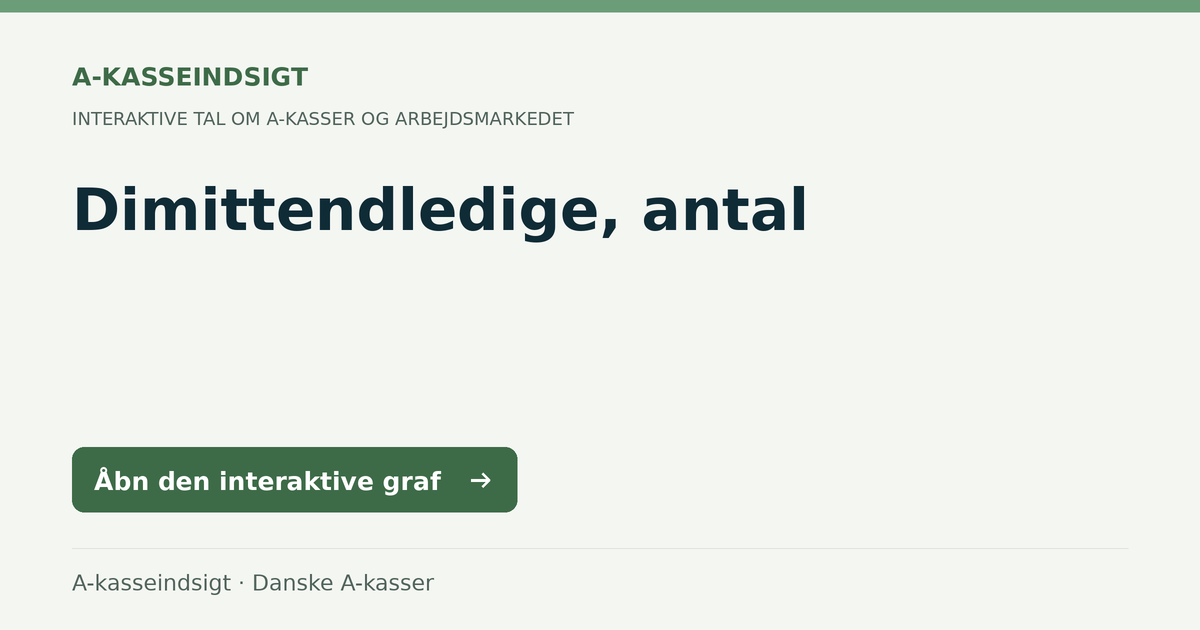 A-KASSEINDSIGT
INTERAKTIVE TAL OM A-KASSER OG ARBEJDSMARKEDET
Dimittendledige, antal
Åbn den interaktive graf →
A-kasseindsigt · Danske A-kasser